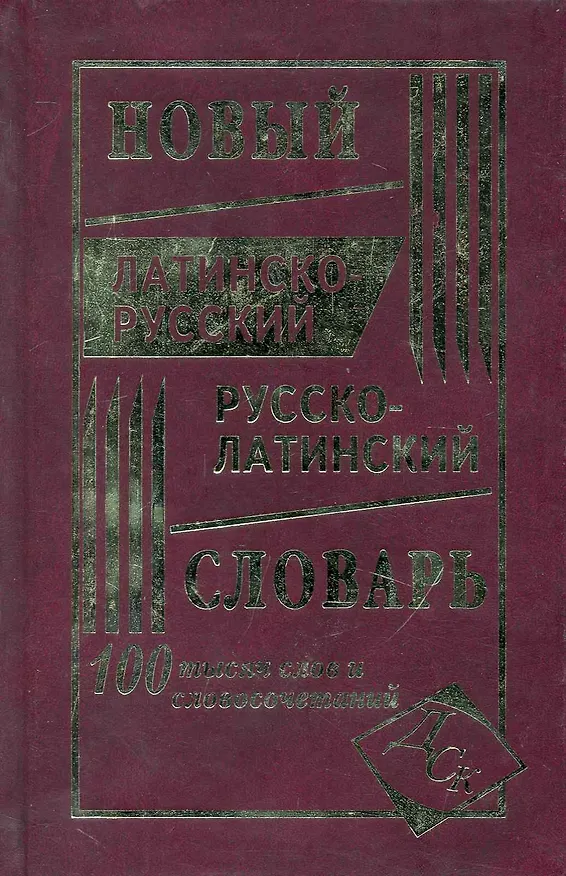 НОВЫЙ
ЛАТИНСКО-
РУССКИЙ
РУССКО-
ЛАТИНСКИЙ
СЛОВАРЬ
100 тысяч слов и
словосочетаний
ДСК